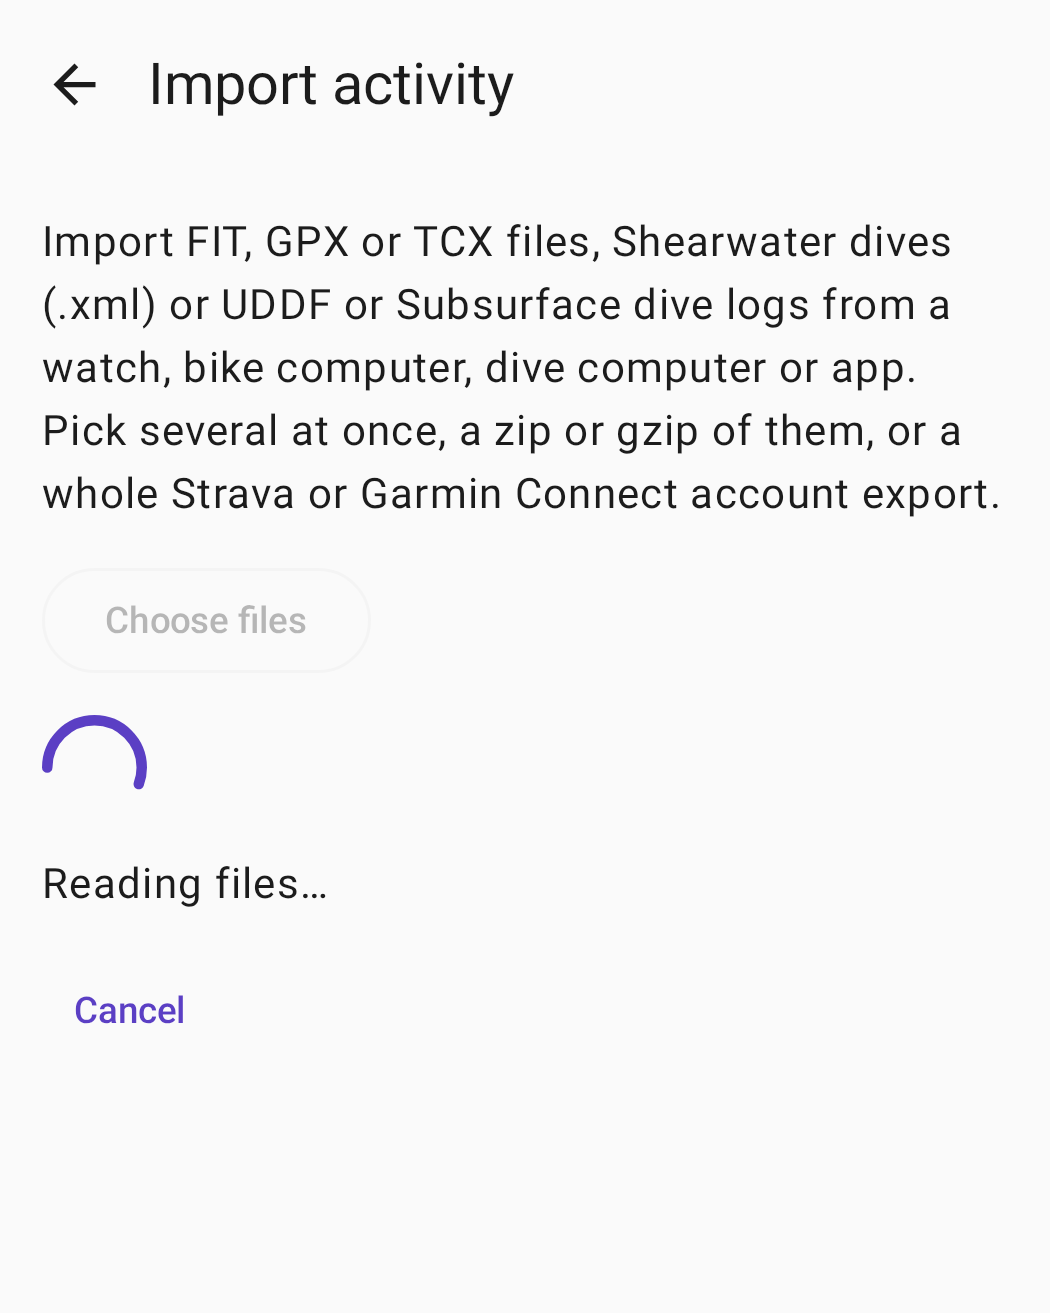 Import activity
Import FIT, GPX or TCX files, Shearwater dives
(.xml) or UDDF or Subsurface dive logs from a
watch, bike computer, dive computer or app.
Pick several at once, a zip or gzip of them, or a
whole Strava or Garmin Connect account export.
Choose files
Reading files…
Cancel